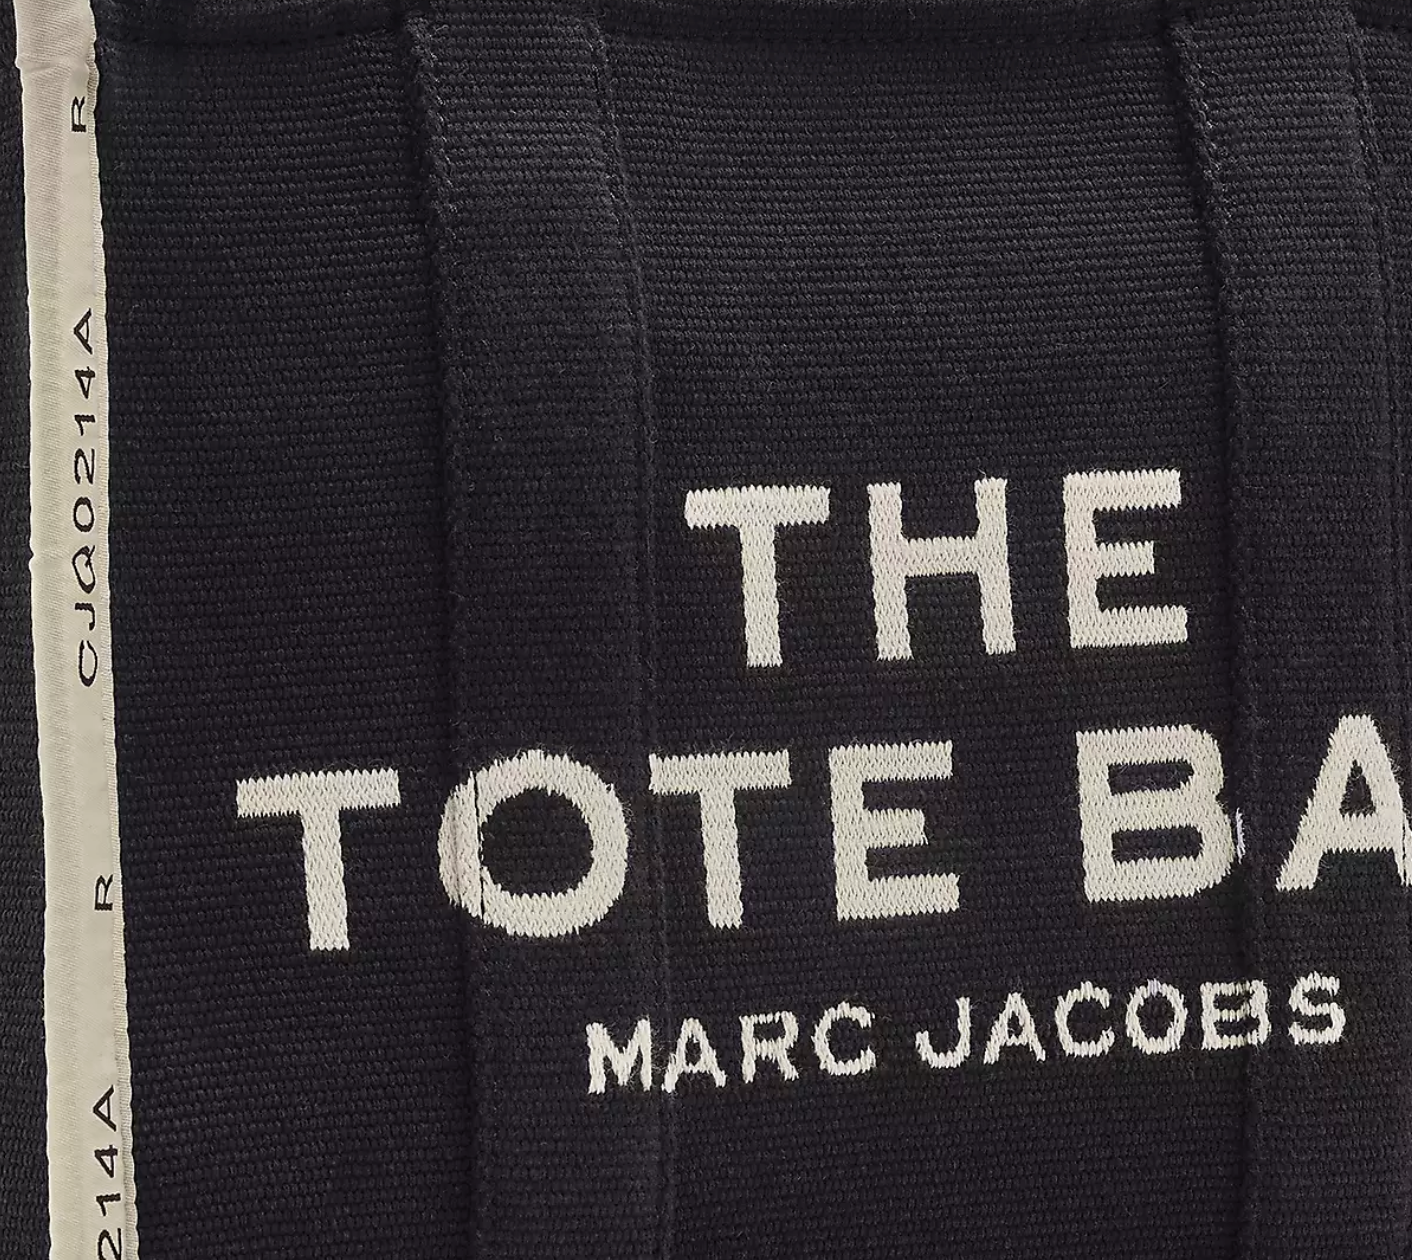 THE
TOTE BA
MARC JACOBS
R
CJQ0214A
R
214A